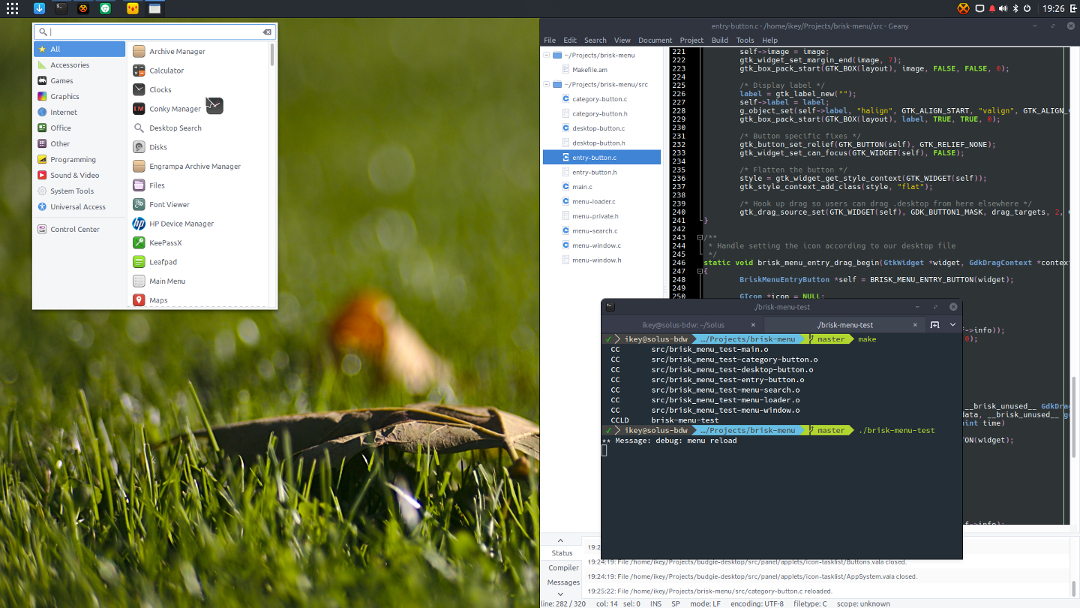 19:26
All
Accessories
Games
Graphics
Internet
Office
Other
Programming
Sound & Video
System Tools
Universal Access
Control Center
Archive Manager
Calculator
Clocks
Conky Manager
Desktop Search
Disks
Engrampa Archive Manager
Files
Font Viewer
HP Device Manager
KeePassX
Leafpad
Main Menu
Maps
entry-button.c - /home/ikey/Projects/brisk-menu/src - Geany
File Edit Search View Document Project Build Tools Help
~/Projects/brisk-menu
Makefile.am
~/Projects/brisk-menu/src
category-button.c
category-button.h
desktop-button.c
desktop-button.h
entry-button.c
entry-button.h
main.c
menu-loader.c
menu-private.h
menu-search.c
menu-window.c
menu-window.h
221 self->image = image;
222 gtk_widget_set_margin_end(image, 7);
223 gtk_box_pack_start(GTK_BOX(layout), image, FALSE, FALSE, 0);
224
225 /* Display label */
226 label = gtk_label_new("");
227 self->label = label;
228 g_object_set(self->label, "halign", GTK_ALIGN_START, "valign", GTK_ALIGN_
229 gtk_box_pack_start(GTK_BOX(layout), label, TRUE, TRUE, 0);
230
231 /* Button specific fixes */
232 gtk_button_set_relief(GTK_BUTTON(self), GTK_RELIEF_NONE);
233 gtk_widget_set_can_focus(GTK_WIDGET(self), FALSE);
234
235 /* Flatten the button */
236 style = gtk_widget_get_style_context(GTK_WIDGET(self));
237 gtk_style_context_add_class(style, "flat");
238
239 /* Hook up drag so users can drag .desktop from here elsewhere */
240 gtk_drag_source_set(GTK_WIDGET(self), GDK_BUTTON1_MASK, drag_targets, 2,
241 }
242
243 /**
244 * Handle setting the icon according to our desktop file
245 */
246 static void brisk_menu_entry_drag_begin(GtkWidget *widget, GdkDragContext *context
247 {
248 BriskMenuEntryButton *self = BRISK_MENU_ENTRY_BUTTON(widget);
249
250 GIcon *icon = NULL;
./brisk-menu-test
ikey@solus-bdw: ~/solus × ./brisk-menu-test ×
✓ ikey@solus-bdw ../Projects/brisk-menu master make
CC src/brisk_menu_test-main.o
CC src/brisk_menu_test-category-button.o
CC src/brisk_menu_test-desktop-button.o
CC src/brisk_menu_test-entry-button.o
CC src/brisk_menu_test-menu-search.o
CC src/brisk_menu_test-menu-loader.o
CC src/brisk_menu_test-menu-window.o
CCLD brisk-menu-test
✓ ikey@solus-bdw ../Projects/brisk-menu master ./brisk-menu-test
** Message: debug: menu reload
->info));
0);
__brisk_unused__ GdkDrag
data, __brisk_unused__
uint time)
TON(widget);
->info);
Status
Compiler
Messages
19:24:19: File /home/ikey/Projects/budgie-desktop/src/panel/applets/icon-tasklist/Buttons.vala closed.
19:24:19: File /home/ikey/Projects/budgie-desktop/src/panel/applets/icon-tasklist/AppSystem.vala closed.
19:25:22: File /home/ikey/Projects/brisk-menu/src/category-button.c reloaded.
line: 282 / 320 col: 14 sel: 0 INS SP mode: LF encoding: UTF-8 filetype: C scope: unknown